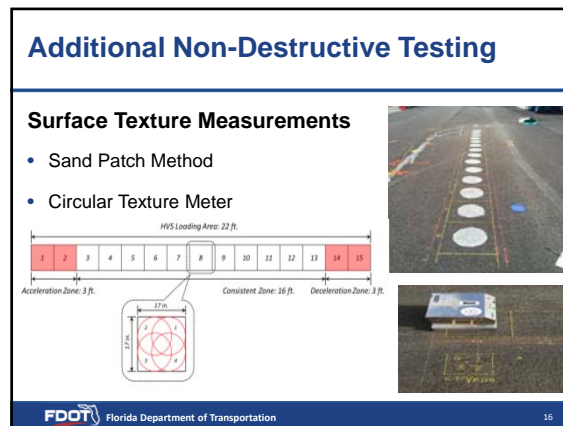 Additional Non-Destructive Testing
Surface Texture Measurements
• Sand Patch Method
• Circular Texture Meter
HVS Loading Area: 22 ft.
1 2 3 4 5 6 7 8 9 10 11 12 13 14 15
Acceleration Zone: 3 ft. Consistent Zone: 16 ft. Deceleration Zone: 3 ft.
17 in.
17 in.
2 1
3 4
FDOT Florida Department of Transportation 16